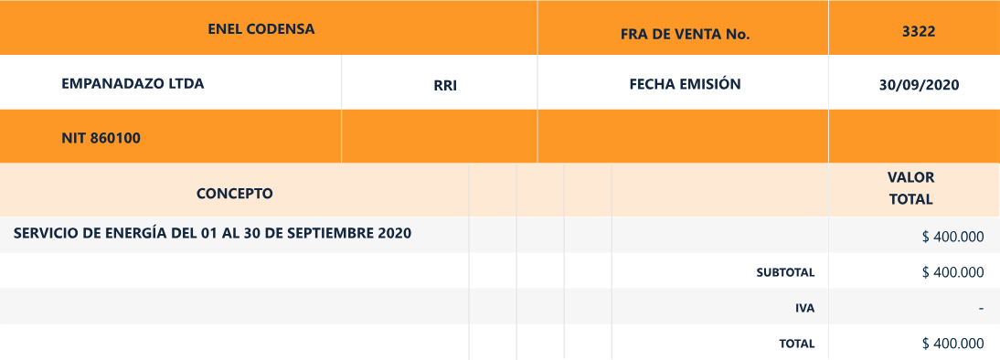 ENEL CODENSA FRA DE VENTA No. 3322
EMPANADAZO LTDA RRI FECHA EMISIÓN 30/09/2020
NIT 860100
CONCEPTO VALOR
TOTAL
SERVICIO DE ENERGÍA DEL 01 AL 30 DE SEPTIEMBRE 2020 $ 400.000
SUBTOTAL $ 400.000
IVA -
TOTAL $ 400.000